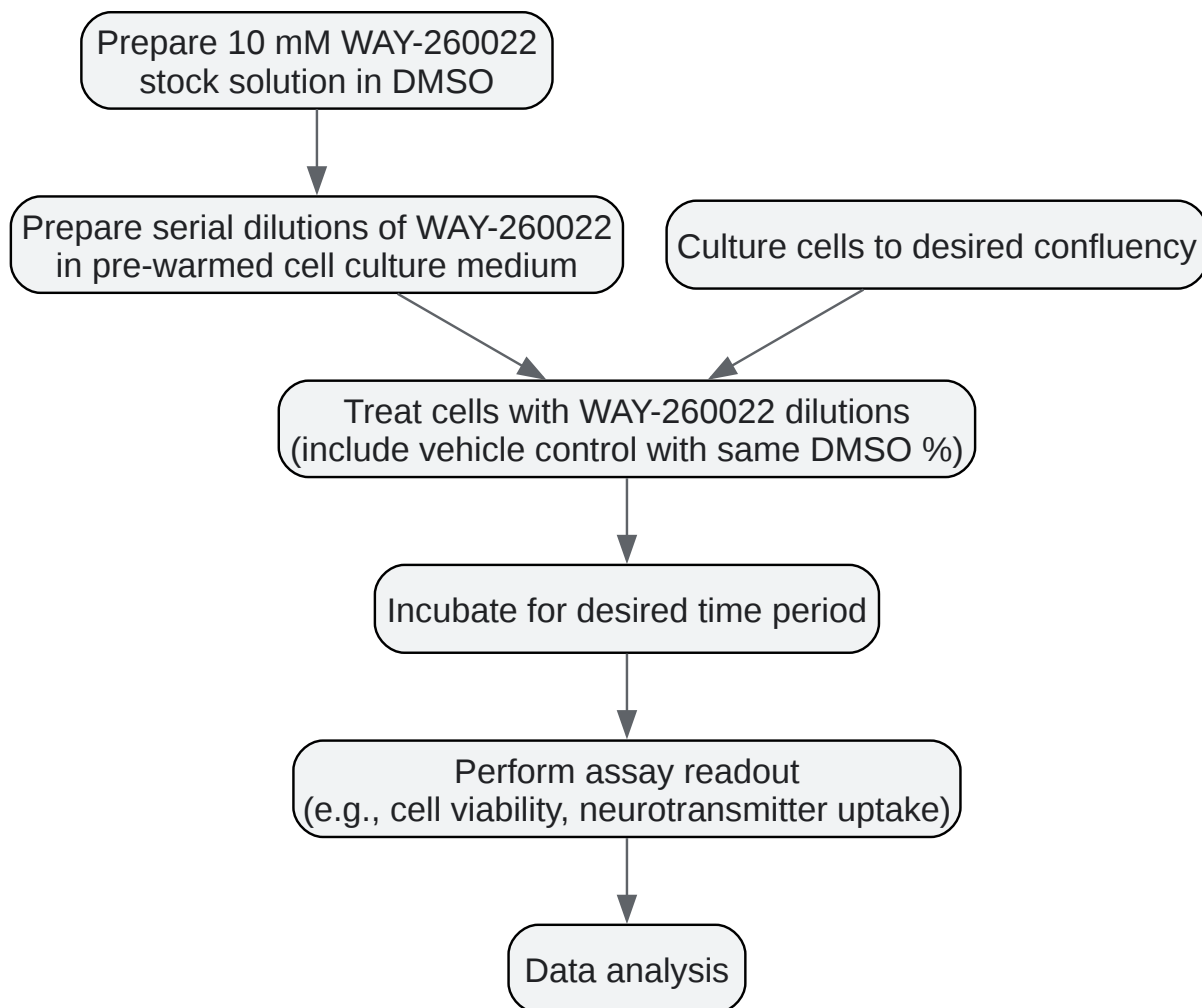 Prepare 10 mM WAY-260022
stock solution in DMSO
Prepare serial dilutions of WAY-260022
in pre-warmed cell culture medium
Culture cells to desired confluency
Treat cells with WAY-260022 dilutions
(include vehicle control with same DMSO %)
Incubate for desired time period
Perform assay readout
(e.g., cell viability, neurotransmitter uptake)
Data analysis